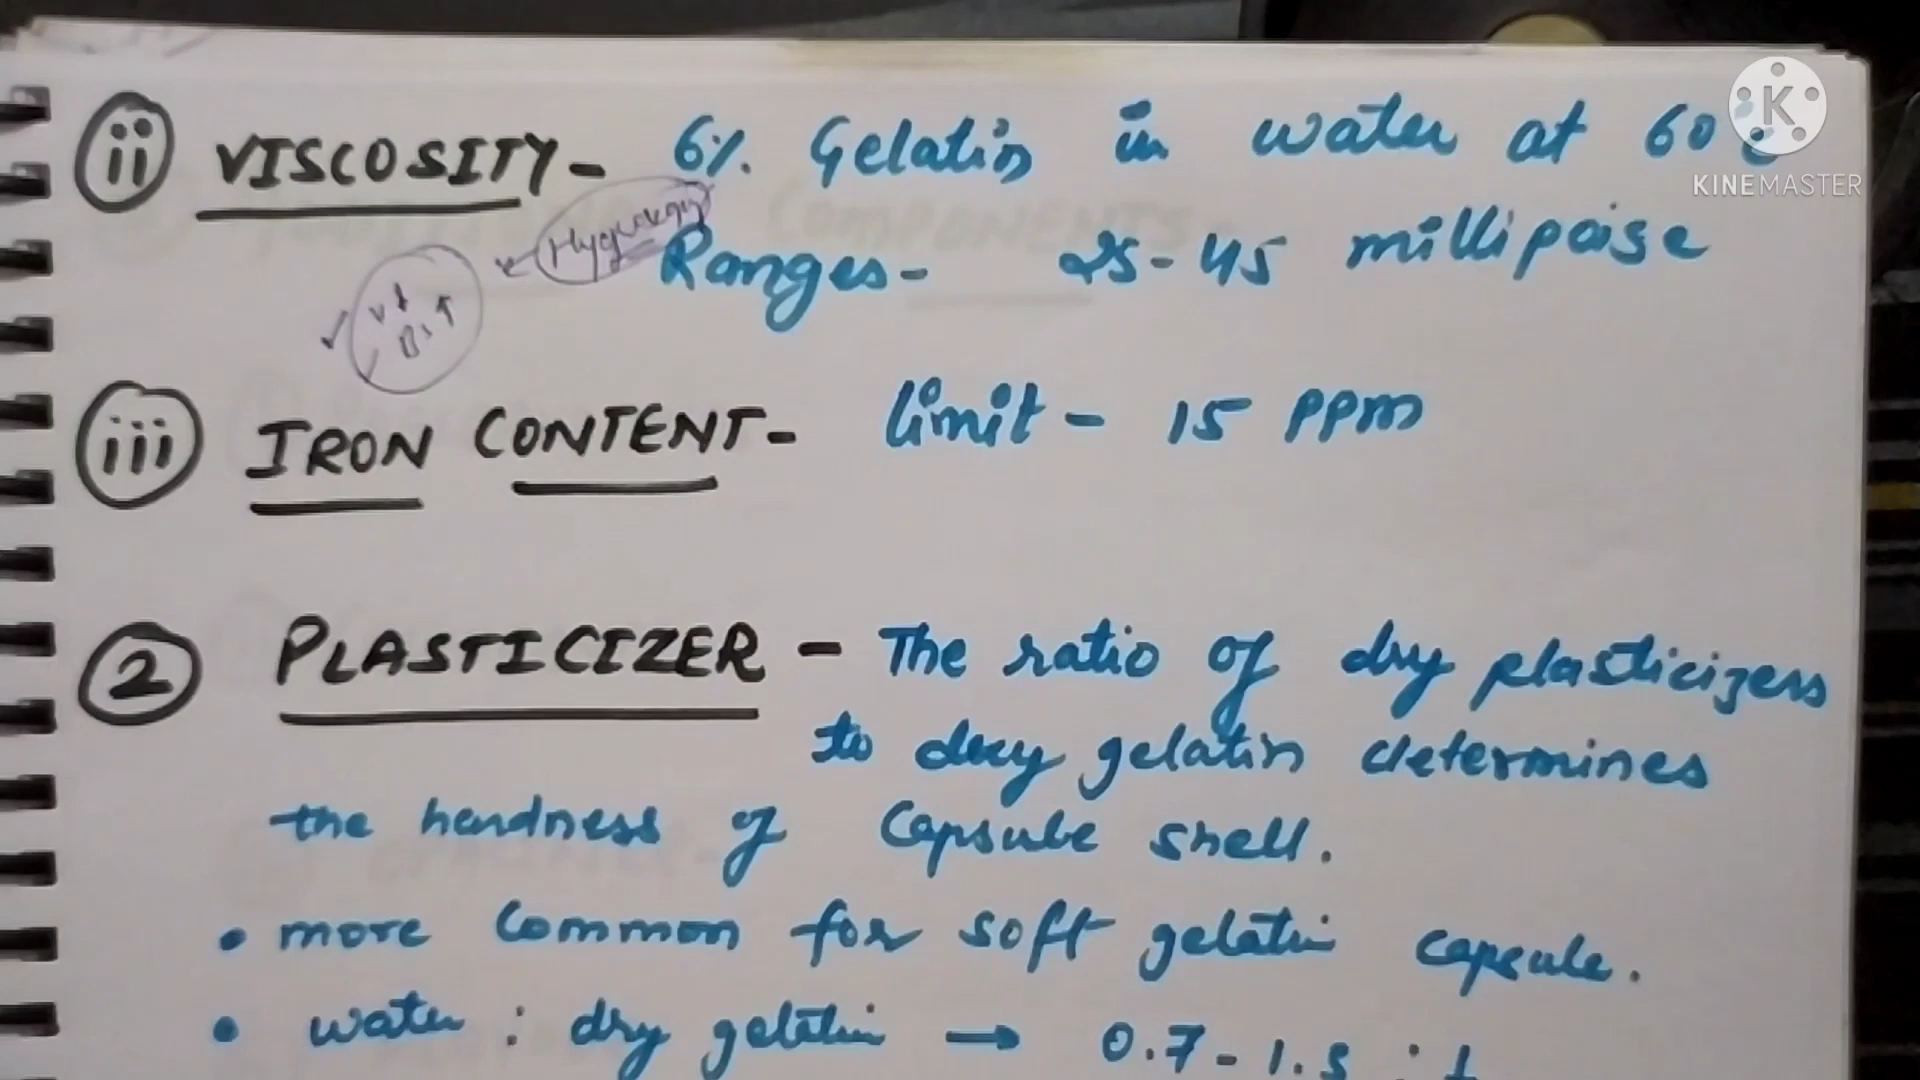 ii VISCOSITY - 6%. Gelatin in water at 60°C
Ranges - 25-45 millipoise
V↓
B.↑
iii IRON CONTENT - limit - 15 PPM
2 PLASTICIZER - The ratio of dry plasticizers
to dry gelatin determines
the hardness of Capsule shell.
• more common for soft gelatin capsule.
• water : dry gelatin → 0.7-1.3 : 1
K
KINEMASTER